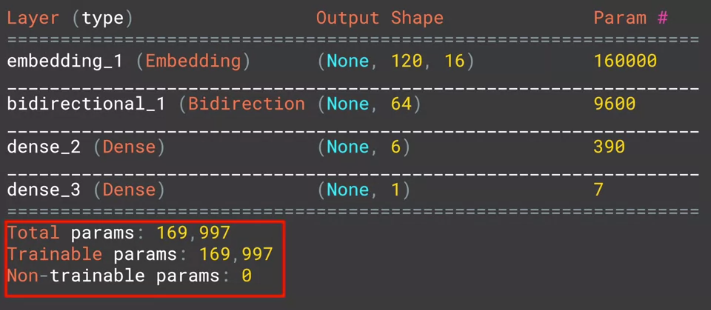 Layer (type) Output Shape Param #
=================================================================
embedding_1 (Embedding) (None, 120, 16) 160000
bidirectional_1 (Bidirection (None, 64) 9600
dense_2 (Dense) (None, 6) 390
dense_3 (Dense) (None, 1) 7
=================================================================
Total params: 169,997
Trainable params: 169,997
Non-trainable params: 0